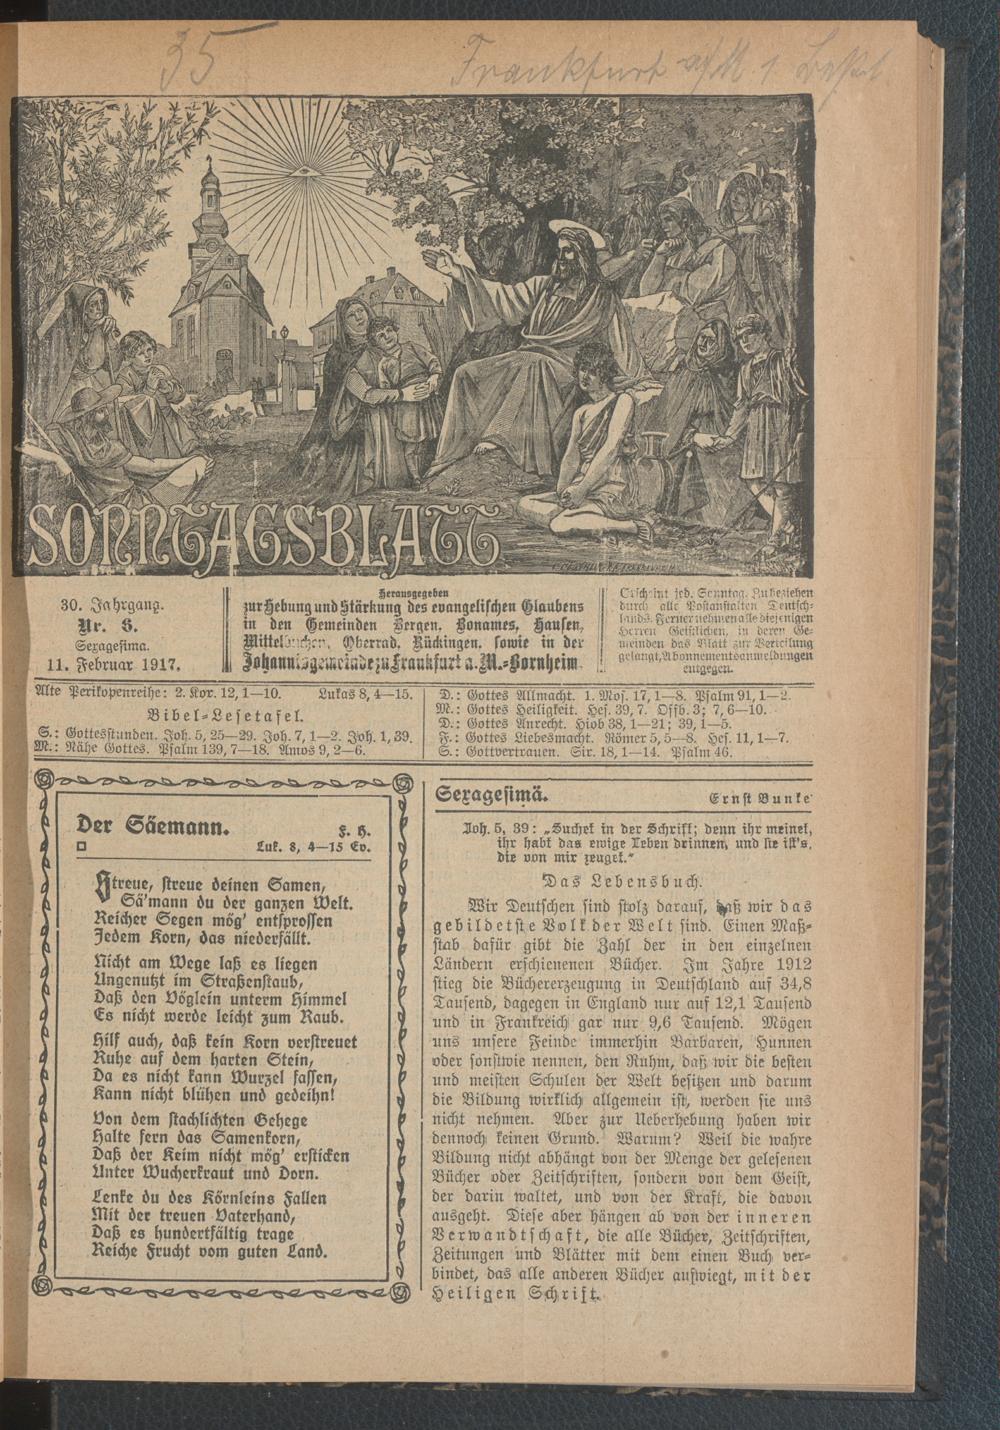 35
Frankfurt a/M.
SONNTAGSBLATT
30. Jahrgang.
Nr. 8.
Sexagesima.
11. Februar 1917.
Herausgegeben
zur Hebung und Stärkung des evangelischen Glaubens
in den Gemeinden Bergen, Bonames, Hausen,
Mittelbuchen, Oberrad, Rückingen, sowie in der
Johannisgemeinde zu Frankfurt a. M.-Bornheim.
Erscheint jed. Sonntag. Zu beziehen
durch alle Postanstalten Deutsch-
lands. Ferner nehmen alle diejenigen
Herren Geistlichen, in deren Ge-
meinden das Blatt zur Verteilung
gelangt, Abonnementsanmeldungen
entgegen.
Alte Perikopenreihe: 2. Kor. 12, 1—10. Lukas 8, 4—15.
Bibel-Lesetafel.
S.: Gottesstunden. Joh. 5, 25—29. Joh. 7, 1—2. Joh. 1, 39.
M.: Nähe Gottes. Psalm 139, 7—18. Amos 9, 2—6.
D.: Gottes Allmacht. 1. Mos. 17, 1—8. Psalm 91, 1—2.
M.: Gottes Heiligkeit. Hes. 39, 7. Offb. 3; 7, 6—10.
D.: Gottes Anrecht. Hiob 38, 1—21; 39, 1—5.
F.: Gottes Liebesmacht. Römer 5, 5—8. Hes. 11, 1—7.
S.: Gottvertrauen. Sir. 18, 1—14. Psalm 46.
Der Säemann.
F. H.
Luk. 8, 4—15 Ev.
Streue, streue deinen Samen,
Sä'mann du der ganzen Welt.
Reicher Segen mög' entsprossen
Jedem Korn, das niederfällt.
Nicht am Wege laß es liegen
Ungenutzt im Straßenstaub,
Daß den Vöglein unterm Himmel
Es nicht werde leicht zum Raub.
Hilf auch, daß kein Korn verstreuet
Ruhe auf dem harten Stein,
Da es nicht kann Wurzel fassen,
Kann nicht blühen und gedeihn!
Von dem stachlichten Gehege
Halte fern das Samenkorn,
Daß der Keim nicht mög' ersticken
Unter Wucherkraut und Dorn.
Lenke du des Körnleins Fallen
Mit der treuen Vaterhand,
Daß es hundertfältig trage
Reiche Frucht vom guten Land.
Sexagesimä. Ernst Bunke
Joh. 5, 39: „Suchet in der Schrift; denn ihr meinet,
ihr habt das ewige Leben drinnen, und sie ist's,
die von mir zeuget."
Das Lebensbuch.
Wir Deutschen sind stolz darauf, daß wir das
gebildetste Volk der Welt sind. Einen Maß-
stab dafür gibt die Zahl der in den einzelnen
Ländern erschienenen Bücher. Im Jahre 1912
stieg die Büchererzeugung in Deutschland auf 34,8
Tausend, dagegen in England nur auf 12,1 Tausend
und in Frankreich gar nur 9,6 Tausend. Mögen
uns unsere Feinde immerhin Barbaren, Hunnen
oder sonstwie nennen, den Ruhm, daß wir die besten
und meisten Schulen der Welt besitzen und darum
die Bildung wirklich allgemein ist, werden sie uns
nicht nehmen. Aber zur Ueberhebung haben wir
dennoch keinen Grund. Warum? Weil die wahre
Bildung nicht abhängt von der Menge der gelesenen
Bücher oder Zeitschriften, sondern von dem Geist,
der darin waltet, und von der Kraft, die davon
ausgeht. Diese aber hängen ab von der inneren
Verwandtschaft, die alle Bücher, Zeitschriften,
Zeitungen und Blätter mit dem einen Buch ver-
bindet, das alle anderen Bücher aufwiegt, mit der
Heiligen Schrift.